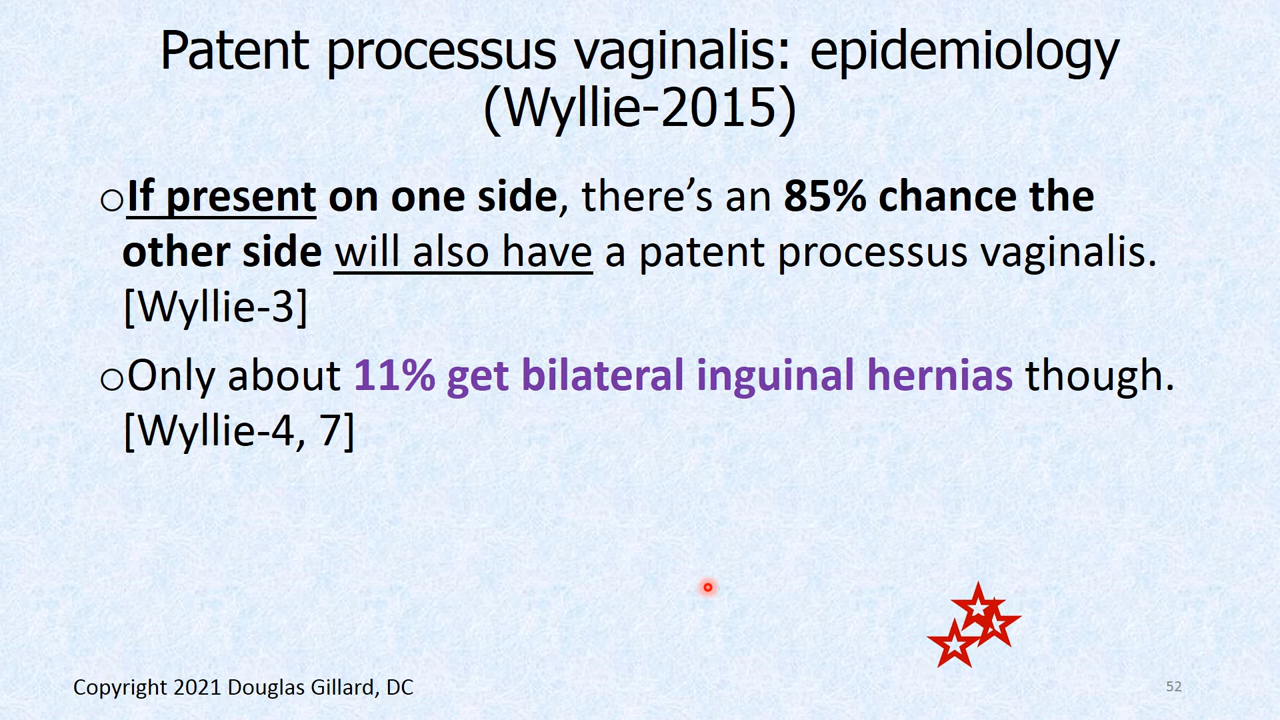 Patent processus vaginalis: epidemiology
(Wyllie-2015)
○If present on one side, there’s an 85% chance the
other side will also have a patent processus vaginalis.
[Wyllie-3]
○Only about 11% get bilateral inguinal hernias though.
[Wyllie-4, 7]
Copyright 2021 Douglas Gillard, DC
52